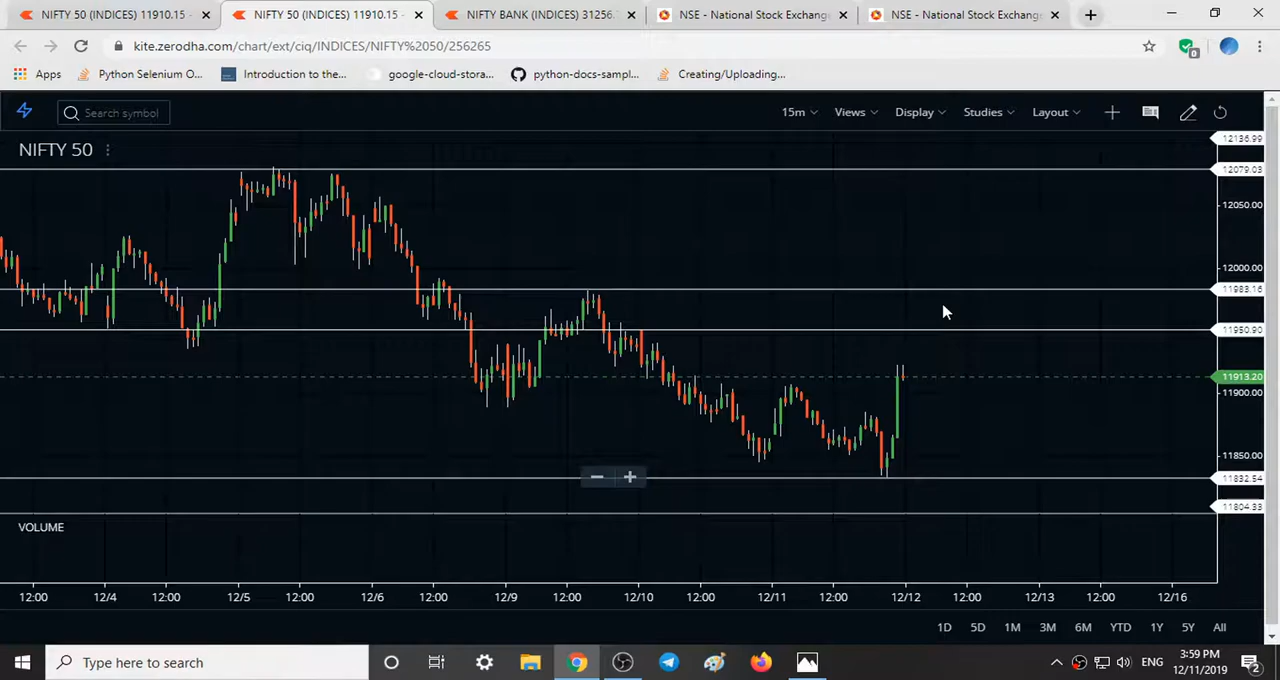 NIFTY 50 (INDICES) 11910.15 - NIFTY 50 (INDICES) 11910.15 - NIFTY BANK (INDICES) 31256. NSE - National Stock Exchang NSE - National Stock Exchang
kite.zerodha.com/chart/ext/ciq/INDICES/NIFTY%2050/256265
Apps Python Selenium O... Introduction to the... google-cloud-stora... python-docs-sampl... Creating/Uploading...
Search symbol 15m Views Display Studies Layout
12136.99
NIFTY 50
12079.03
12050.00
12000.00
11983.16
11950.90
11913.20
11900.00
11850.00
11832.54
11804.33
VOLUME
12:00 12/4 12:00 12/5 12:00 12/6 12:00 12/9 12:00 12/10 12:00 12/11 12:00 12/12 12:00 12/13 12:00 12/16
1D 5D 1M 3M 6M YTD 1Y 5Y All
Type here to search ENG 3:59 PM
12/11/2019 2